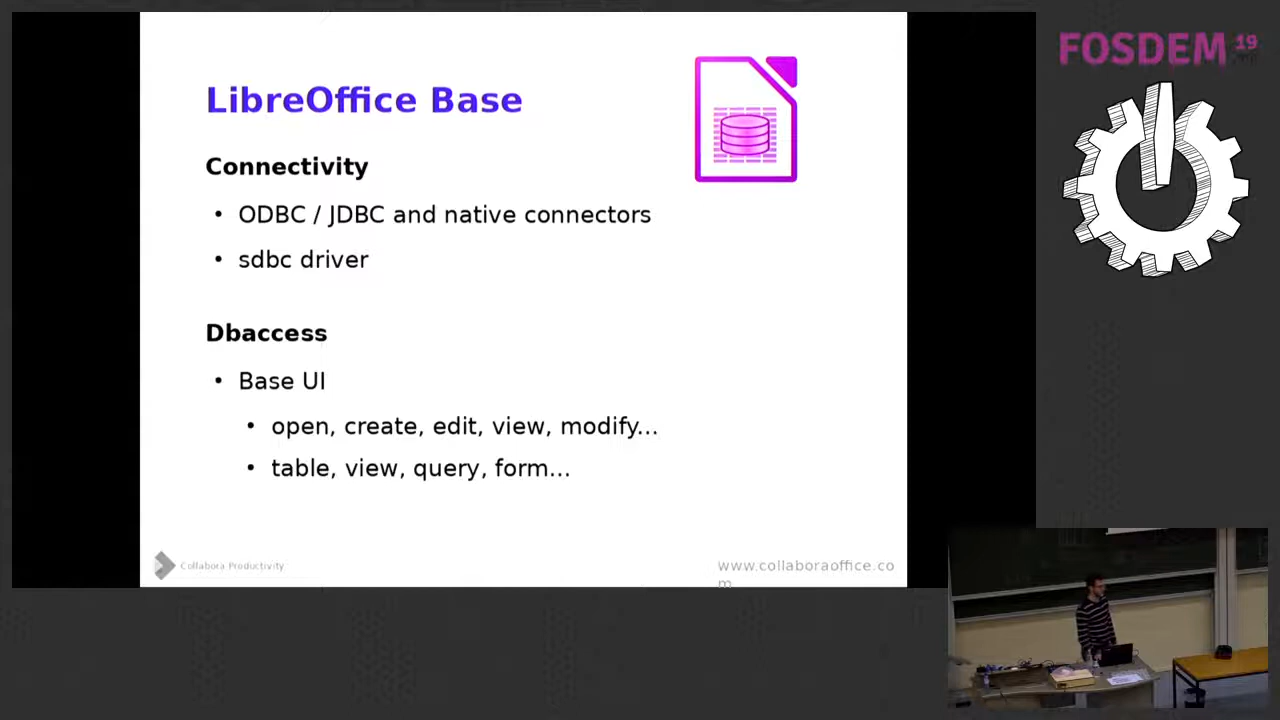 LibreOffice Base
Connectivity
• ODBC / JDBC and native connectors
• sdbc driver
Dbaccess
• Base UI
• open, create, edit, view, modify...
• table, view, query, form...
Collabora Productivity
www.collaboraoffice.co
m
FOSDEM 19